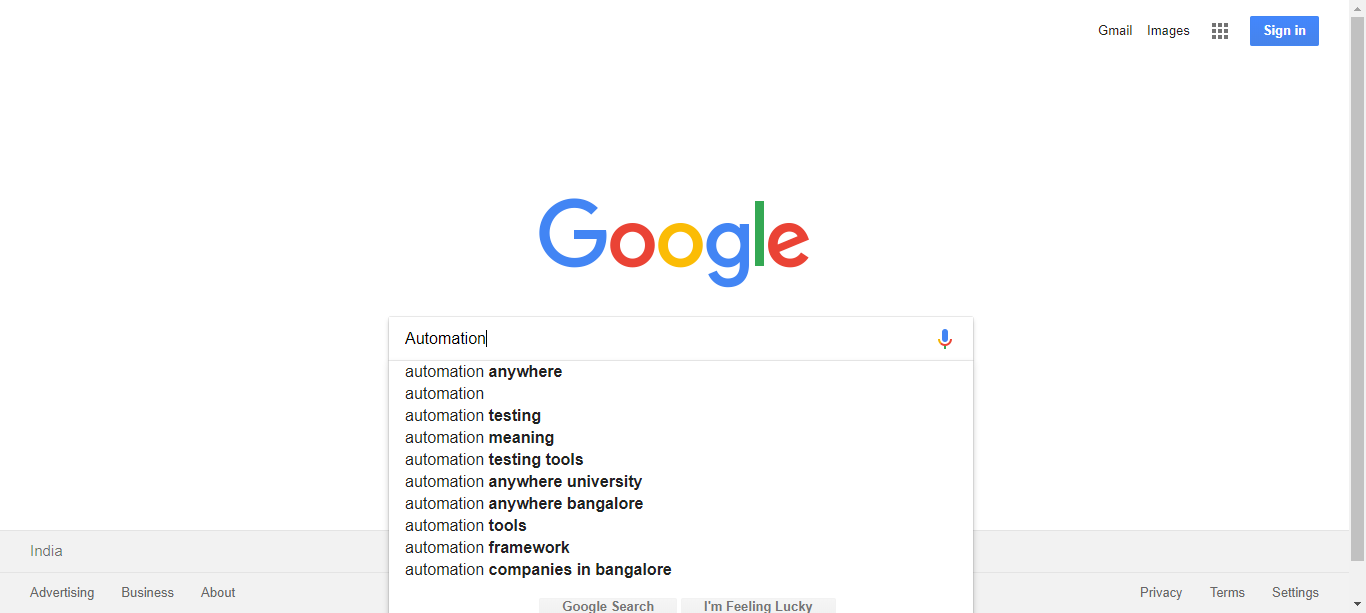 Gmail Images Sign in
Google
Automation
automation anywhere
automation
automation testing
automation meaning
automation testing tools
automation anywhere university
automation anywhere bangalore
automation tools
automation framework
automation companies in bangalore
India
Google Search I'm Feeling Lucky
Advertising Business About Privacy Terms Settings